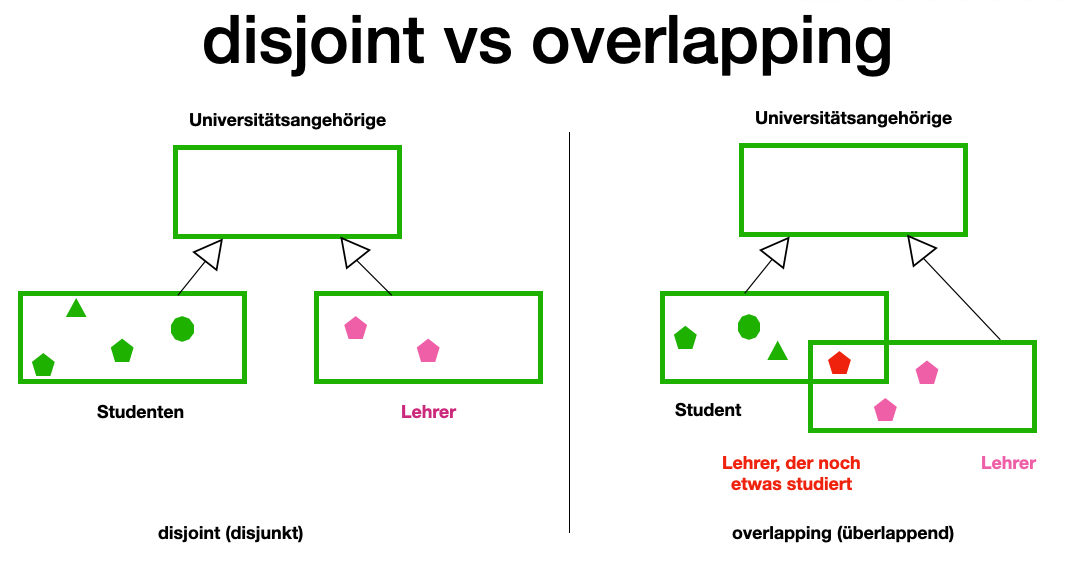 disjoint vs overlapping
Universitätsangehörige
Studenten
Lehrer
disjoint (disjunkt)
Universitätsangehörige
Student
Lehrer, der noch
etwas studiert
Lehrer
overlapping (überlappend)